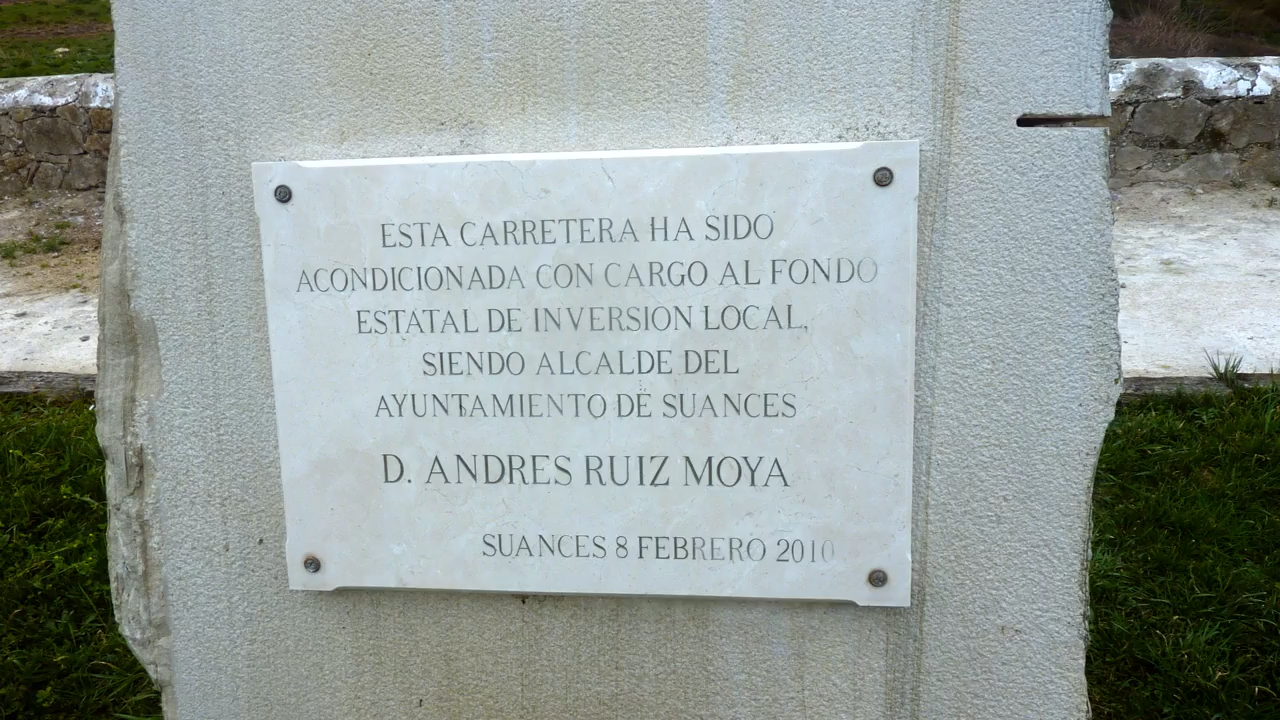 ESTA CARRETERA HA SIDO
ACONDICIONADA CON CARGO AL FONDO
ESTATAL DE INVERSION LOCAL,
SIENDO ALCALDE DEL
AYUNTAMIENTO DE SUANCES
D. ANDRES RUIZ MOYA
SUANCES 8 FEBRERO 2010